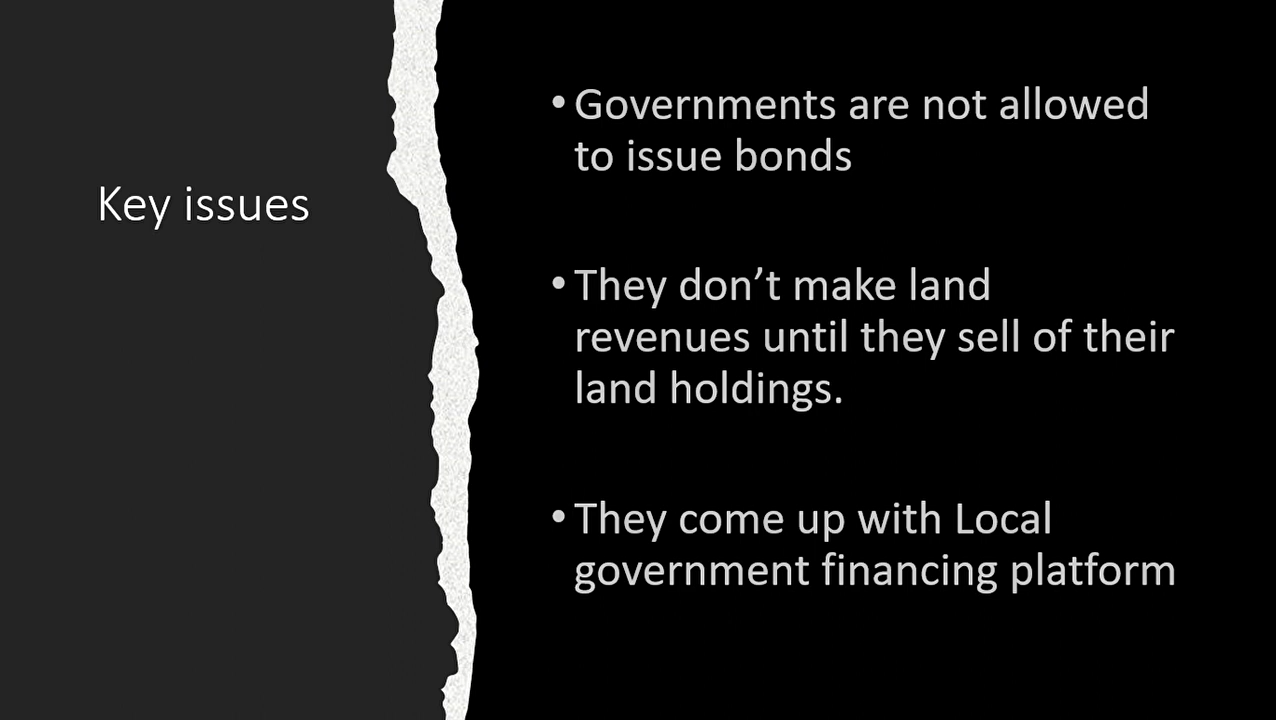 Key issues
• Governments are not allowed
to issue bonds
• They don’t make land
revenues until they sell of their
land holdings.
• They come up with Local
government financing platform